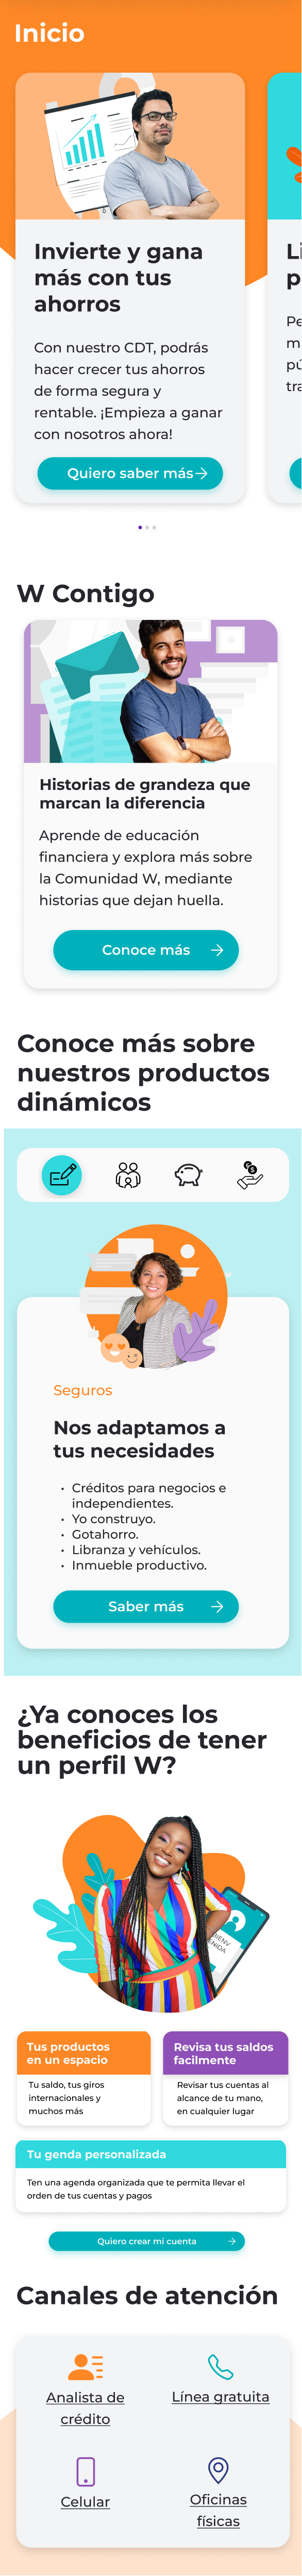 Inicio
Invierte y gana
más con tus
ahorros
Con nuestro CDT, podrás
hacer crecer tus ahorros
de forma segura y
rentable. ¡Empieza a ganar
con nosotros ahora!
Quiero saber más
W Contigo
Historias de grandeza que
marcan la diferencia
Aprende de educación
financiera y explora más sobre
la Comunidad W, mediante
historias que dejan huella.
Conoce más
Conoce más sobre
nuestros productos
dinámicos
Seguros
Nos adaptamos a
tus necesidades
• Créditos para negocios e
independientes.
• Yo construyo.
• Gotahorro.
• Libranza y vehículos.
• Inmueble productivo.
Saber más
¿Ya conoces los
beneficios de tener
un perfil W?
BIENV
ENIDA
Tus productos
en un espacio
Tu saldo, tus giros
internacionales y
muchos más
Revisa tus saldos
facilmente
Revisar tus cuentas al
alcance de tu mano,
en cualquier lugar
Tu genda personalizada
Ten una agenda organizada que te permita llevar el
orden de tus cuentas y pagos
Quiero crear mi cuenta
Canales de atención
Analista de
crédito
Línea gratuita
Celular
Oficinas
físicas